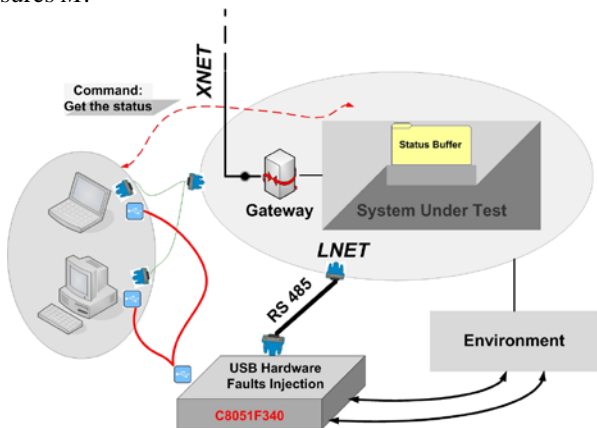 sures M.
Command:
Get the status
XNET
Status Buffer
Gateway
System Under Test
LNET
RS 485
USB Hardware
Faults Injection
C8051F340
Environment